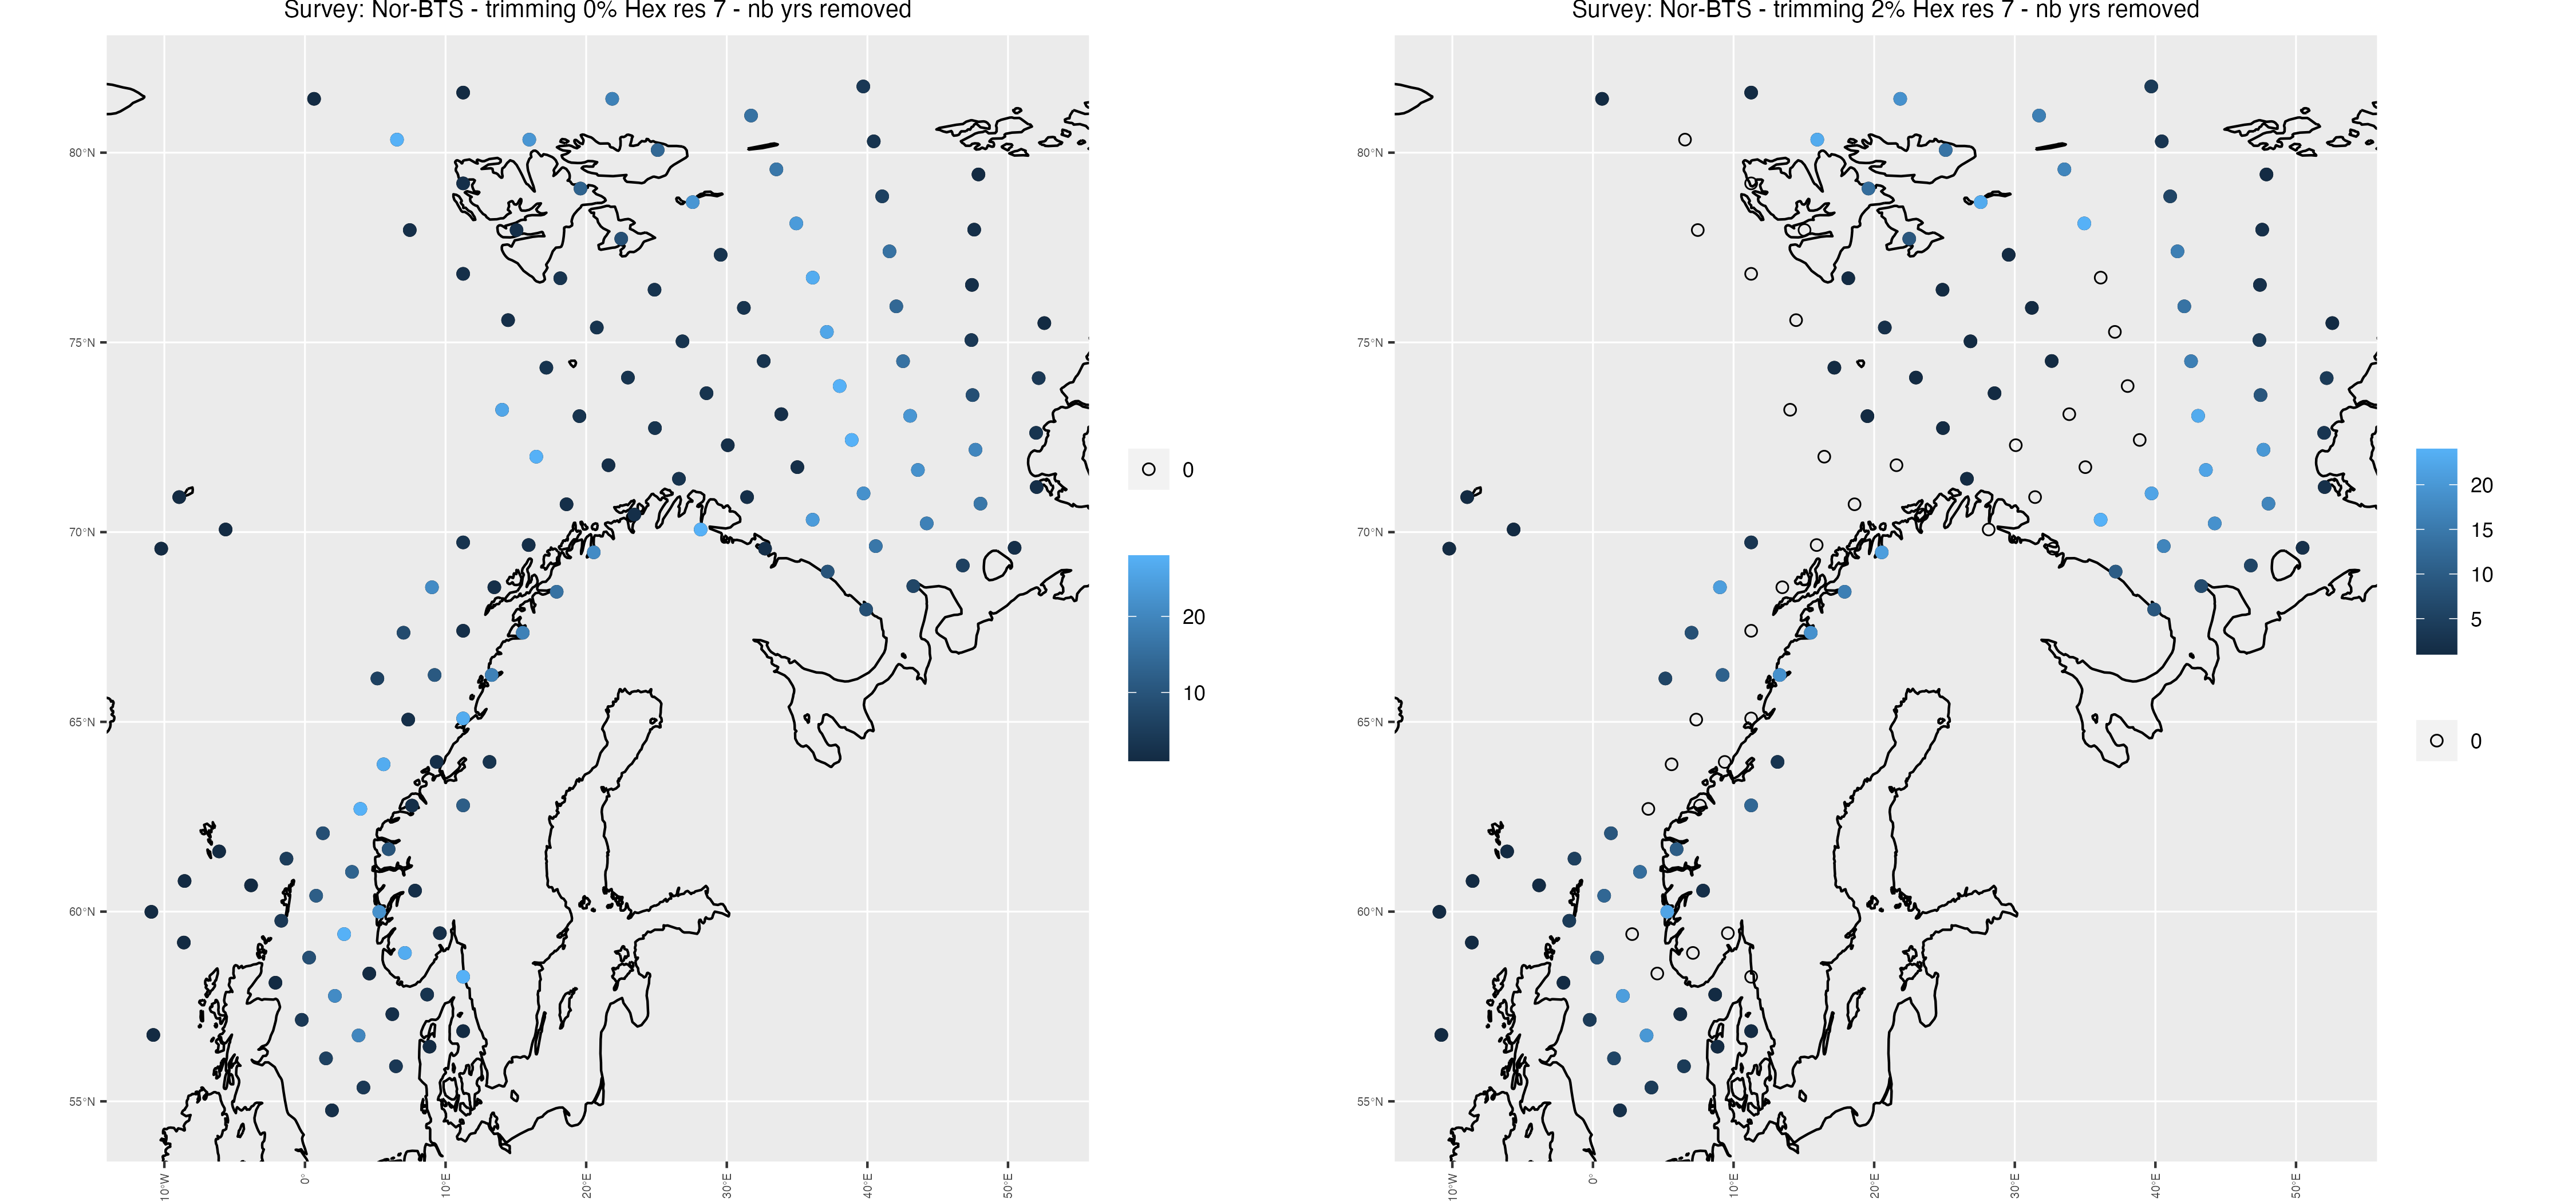 Survey: Nor-BTS - trimming 0% Hex res 7 - nb yrs removed
80°N
75°N
70°N
65°N
60°N
55°N
10°W
0°
10°E
20°E
30°E
40°E
50°E
0
20
10
Survey: Nor-BTS - trimming 2% Hex res 7 - nb yrs removed
80°N
75°N
70°N
65°N
60°N
55°N
10°W
0°
10°E
20°E
30°E
40°E
50°E
20
15
10
5
0